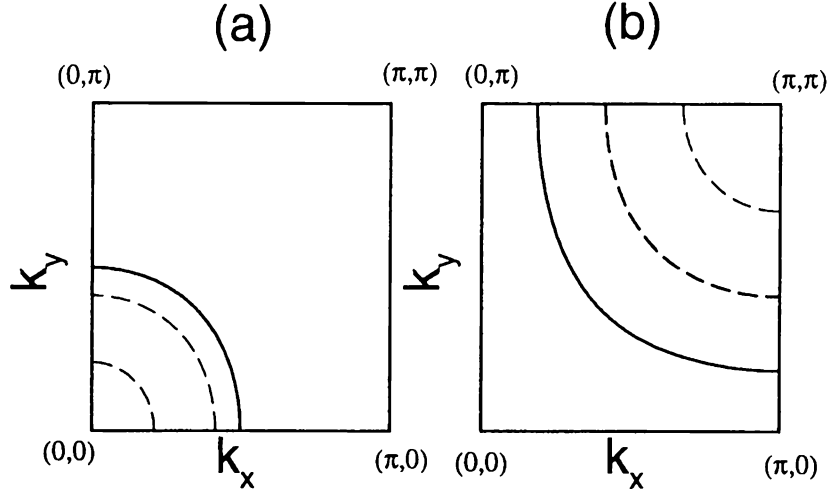 (a)
(b)
(0,π)
(π,π)
(0,π)
(π,π)
k_y
k_y
(0,0)
k_x
(π,0)
(0,0)
k_x
(π,0)